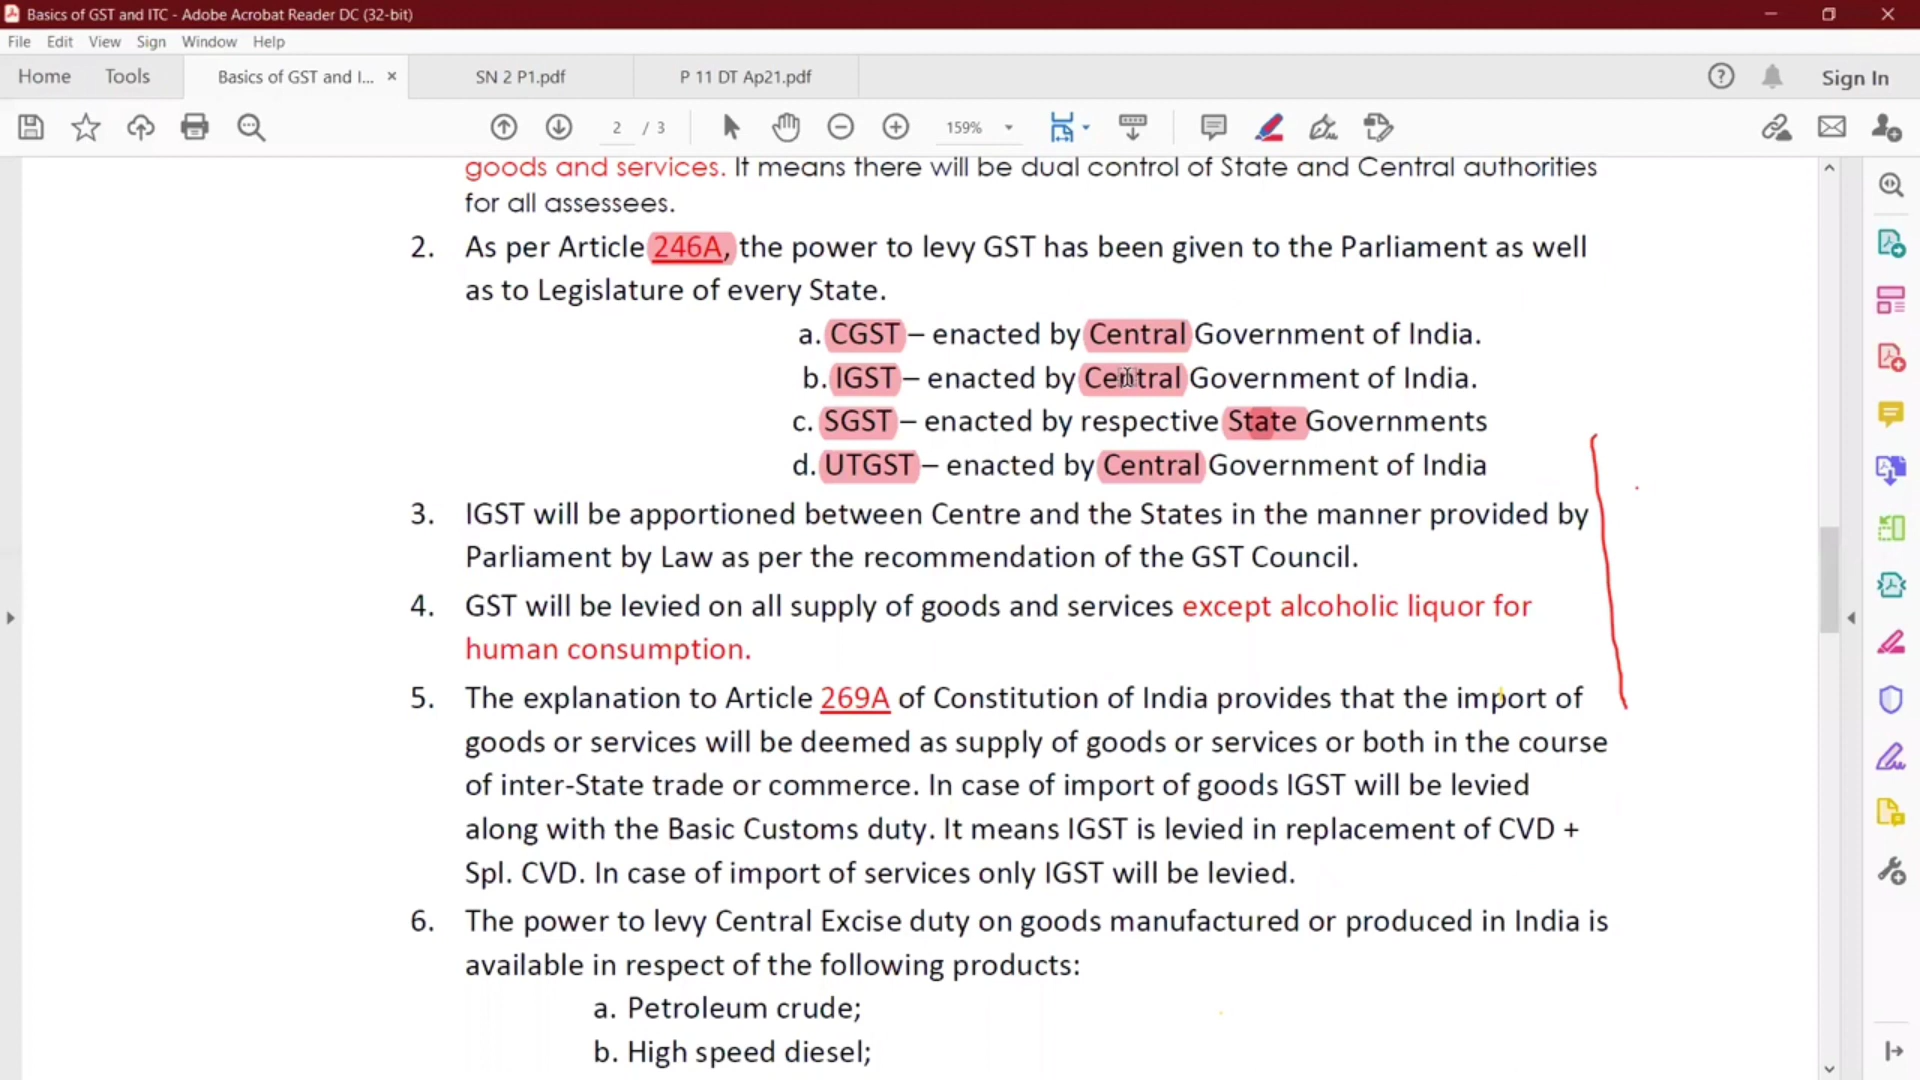 Basics of GST and ITC - Adobe Acrobat Reader DC (32-bit)
File Edit View Sign Window Help
Home Tools Basics of GST and I... × SN 2 P1.pdf P 11 DT Ap21.pdf Sign In
2 / 3 159%
goods and services. It means there will be dual control of State and Central authorities
for all assessees.
2. As per Article 246A, the power to levy GST has been given to the Parliament as well
as to Legislature of every State.
a. CGST – enacted by Central Government of India.
b. IGST – enacted by Central Government of India.
c. SGST – enacted by respective State Governments
d. UTGST – enacted by Central Government of India
3. IGST will be apportioned between Centre and the States in the manner provided by
Parliament by Law as per the recommendation of the GST Council.
4. GST will be levied on all supply of goods and services except alcoholic liquor for
human consumption.
5. The explanation to Article 269A of Constitution of India provides that the import of
goods or services will be deemed as supply of goods or services or both in the course
of inter-State trade or commerce. In case of import of goods IGST will be levied
along with the Basic Customs duty. It means IGST is levied in replacement of CVD +
Spl. CVD. In case of import of services only IGST will be levied.
6. The power to levy Central Excise duty on goods manufactured or produced in India is
available in respect of the following products:
a. Petroleum crude;
b. High speed diesel;